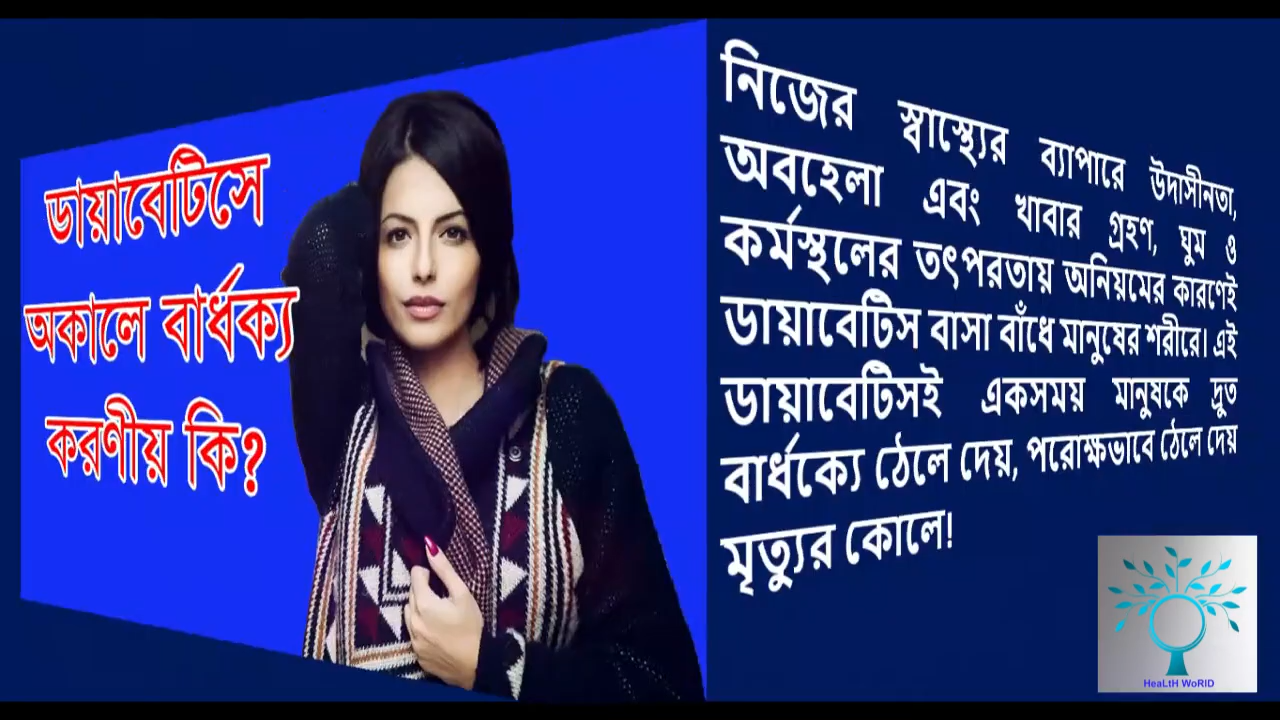 ডায়াবেটিসে
অকালে বার্ধক্য
করণীয় কি?
নিজের স্বাস্থ্যের ব্যাপারে উদাসীনতা,
অবহেলা এবং খাবার গ্রহণ, ঘুম ও
কর্মস্থলের তৎপরতায় অনিয়মের কারণেই
ডায়াবেটিস বাসা বাঁধে মানুষের শরীরে। এই
ডায়াবেটিসই একসময় মানুষকে দ্রুত
বার্ধক্যে ঠেলে দেয়, পরোক্ষভাবে ঠেলে দেয়
মৃত্যুর কোলে!
HeaLtH WoRlD